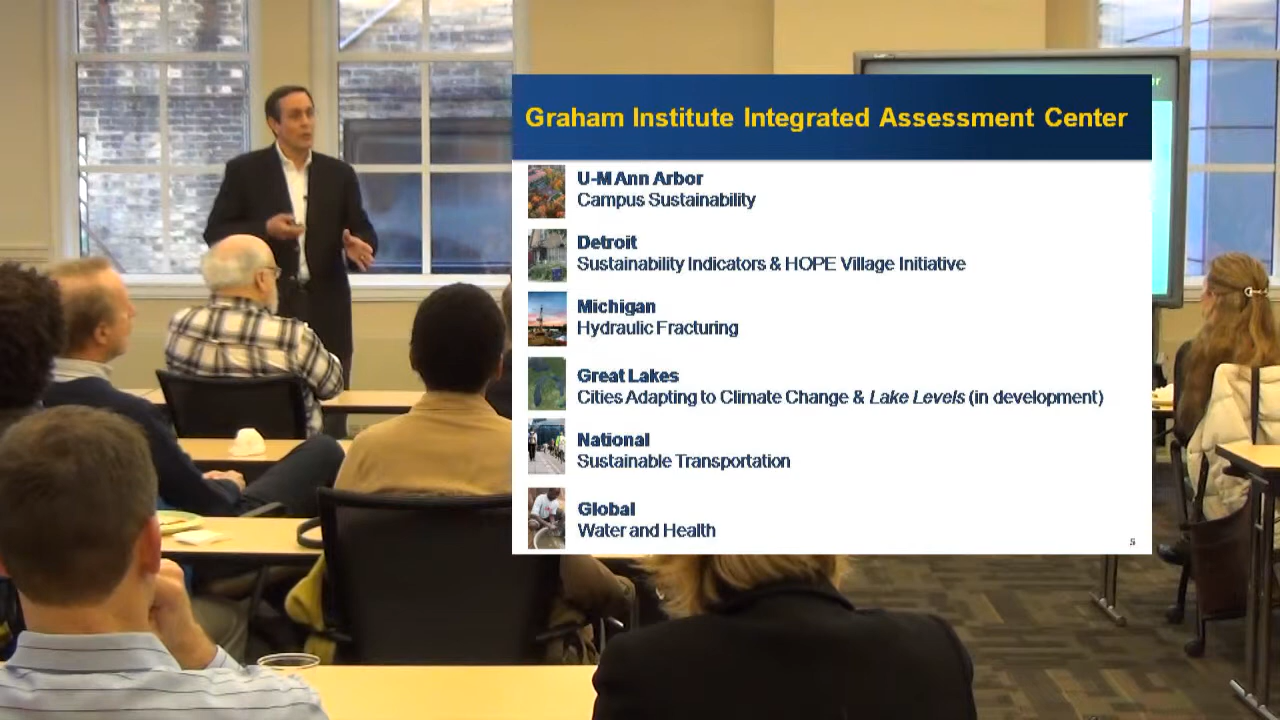 Graham Institute Integrated Assessment Center
U-M Ann Arbor
Campus Sustainability
Detroit
Sustainability Indicators & HOPE Village Initiative
Michigan
Hydraulic Fracturing
Great Lakes
Cities Adapting to Climate Change & Lake Levels (in development)
National
Sustainable Transportation
Global
Water and Health
5